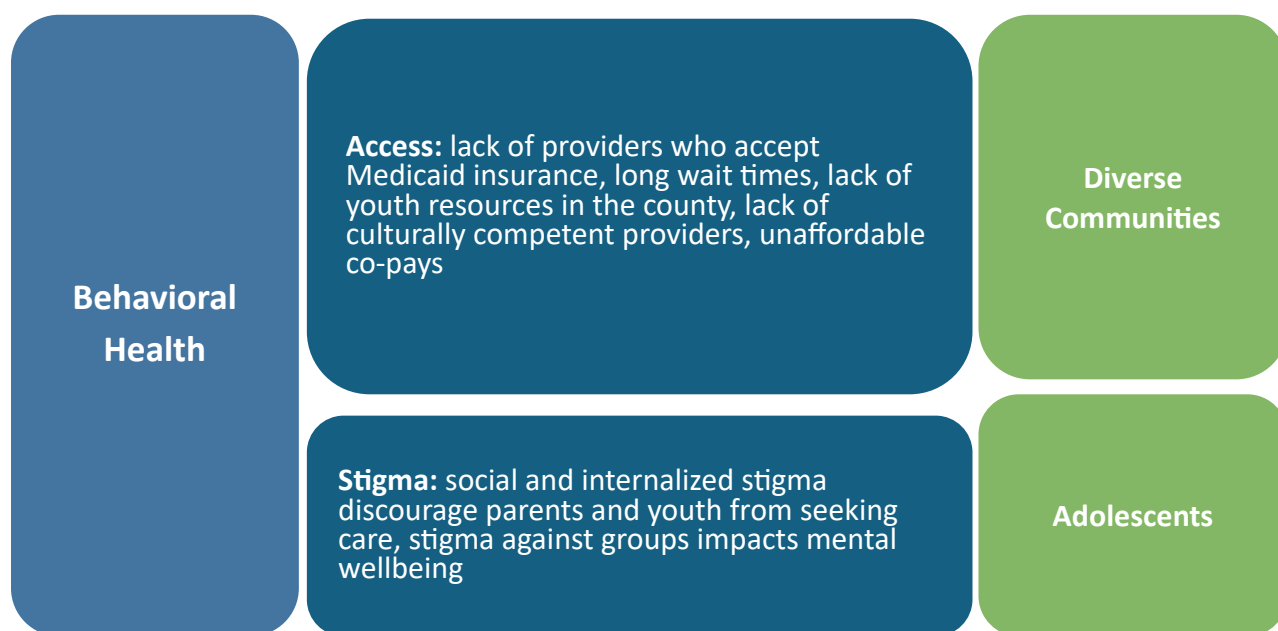 Behavioral
Health
Access: lack of providers who accept
Medicaid insurance, long wait times, lack of
youth resources in the county, lack of
culturally competent providers, unaffordable
co-pays
Diverse
Communities
Stigma: social and internalized stigma
discourage parents and youth from seeking
care, stigma against groups impacts mental
wellbeing
Adolescents